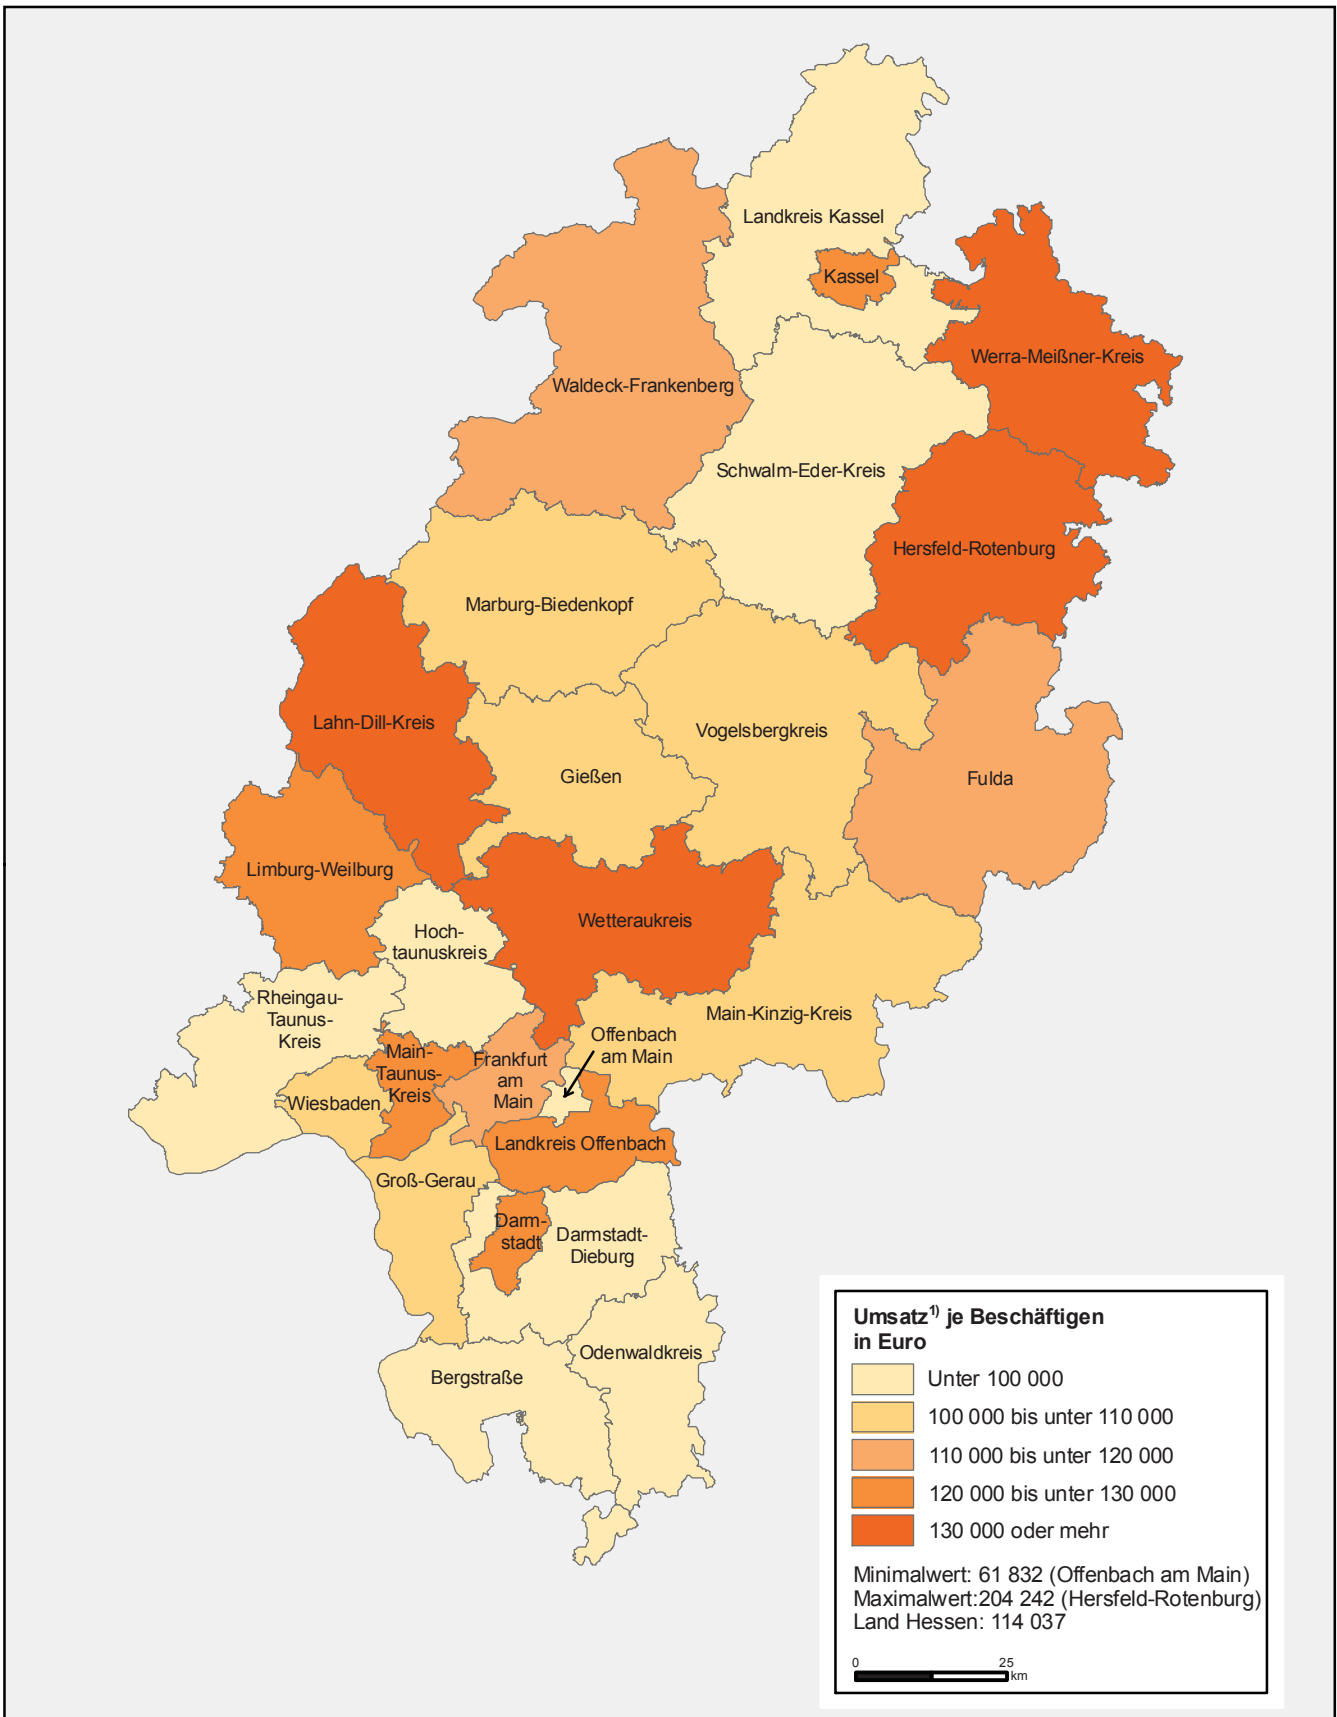 Landkreis Kassel
Kassel
Werra-Meißner-Kreis
Waldeck-Frankenberg
Schwalm-Eder-Kreis
Hersfeld-Rotenburg
Marburg-Biedenkopf
Lahn-Dill-Kreis
Vogelsbergkreis
Gießen
Fulda
Limburg-Weilburg
Wetteraukreis
Hoch-
taunuskreis
Rheingau-
Taunus-
Kreis
Main-Kinzig-Kreis
Offenbach
am Main
Main-
Taunus-
Kreis
Frankfurt
am
Main
Wiesbaden
Landkreis Offenbach
Groß-Gerau
Darm-
stadt
Darmstadt-
Dieburg
Odenwaldkreis
Bergstraße
Umsatz¹⁾ je Beschäftigen
in Euro
Unter 100 000
100 000 bis unter 110 000
110 000 bis unter 120 000
120 000 bis unter 130 000
130 000 oder mehr
Minimalwert: 61 832 (Offenbach am Main)
Maximalwert:204 242 (Hersfeld-Rotenburg)
Land Hessen: 114 037
0 25
km